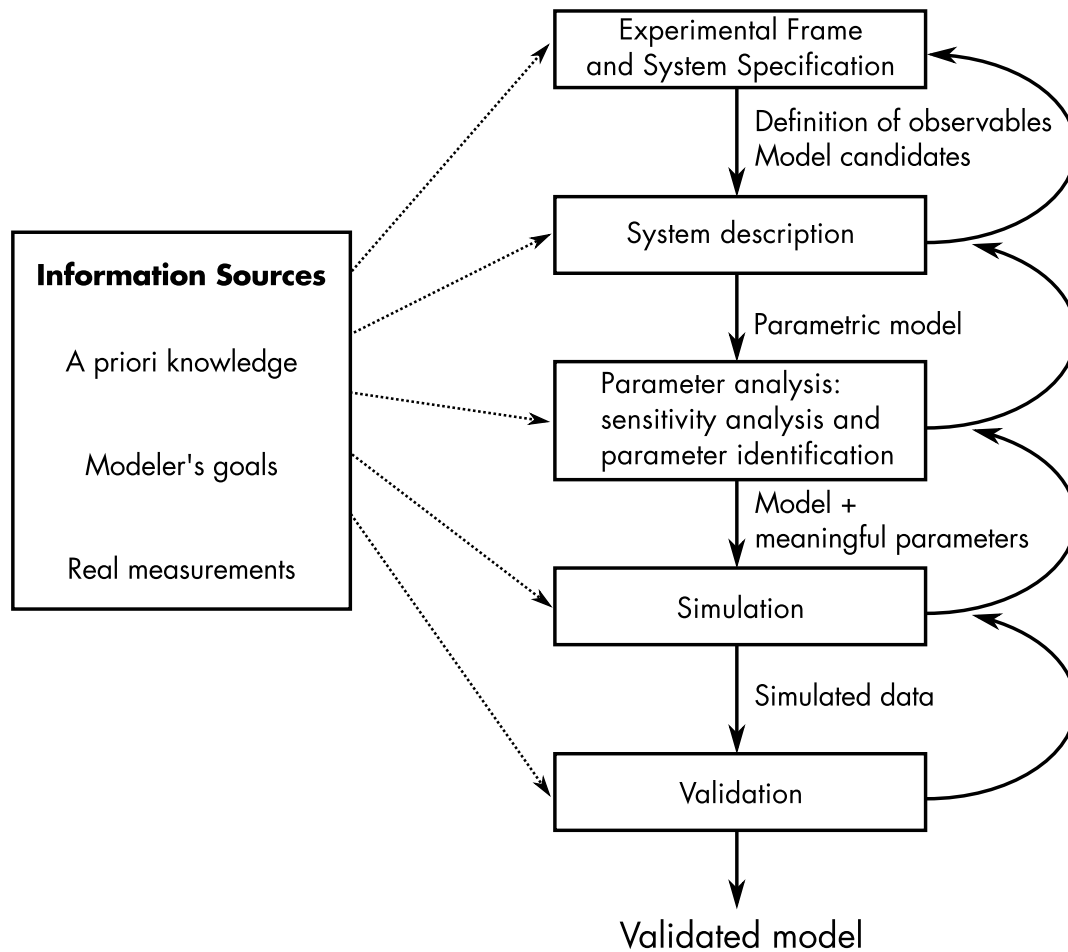 Experimental Frame
and System Specification
Definition of observables
Model candidates
System description
Information Sources
A priori knowledge
Modeler's goals
Real measurements
Parametric model
Parameter analysis:
sensitivity analysis and
parameter identification
Model +
meaningful parameters
Simulation
Simulated data
Validation
Validated model